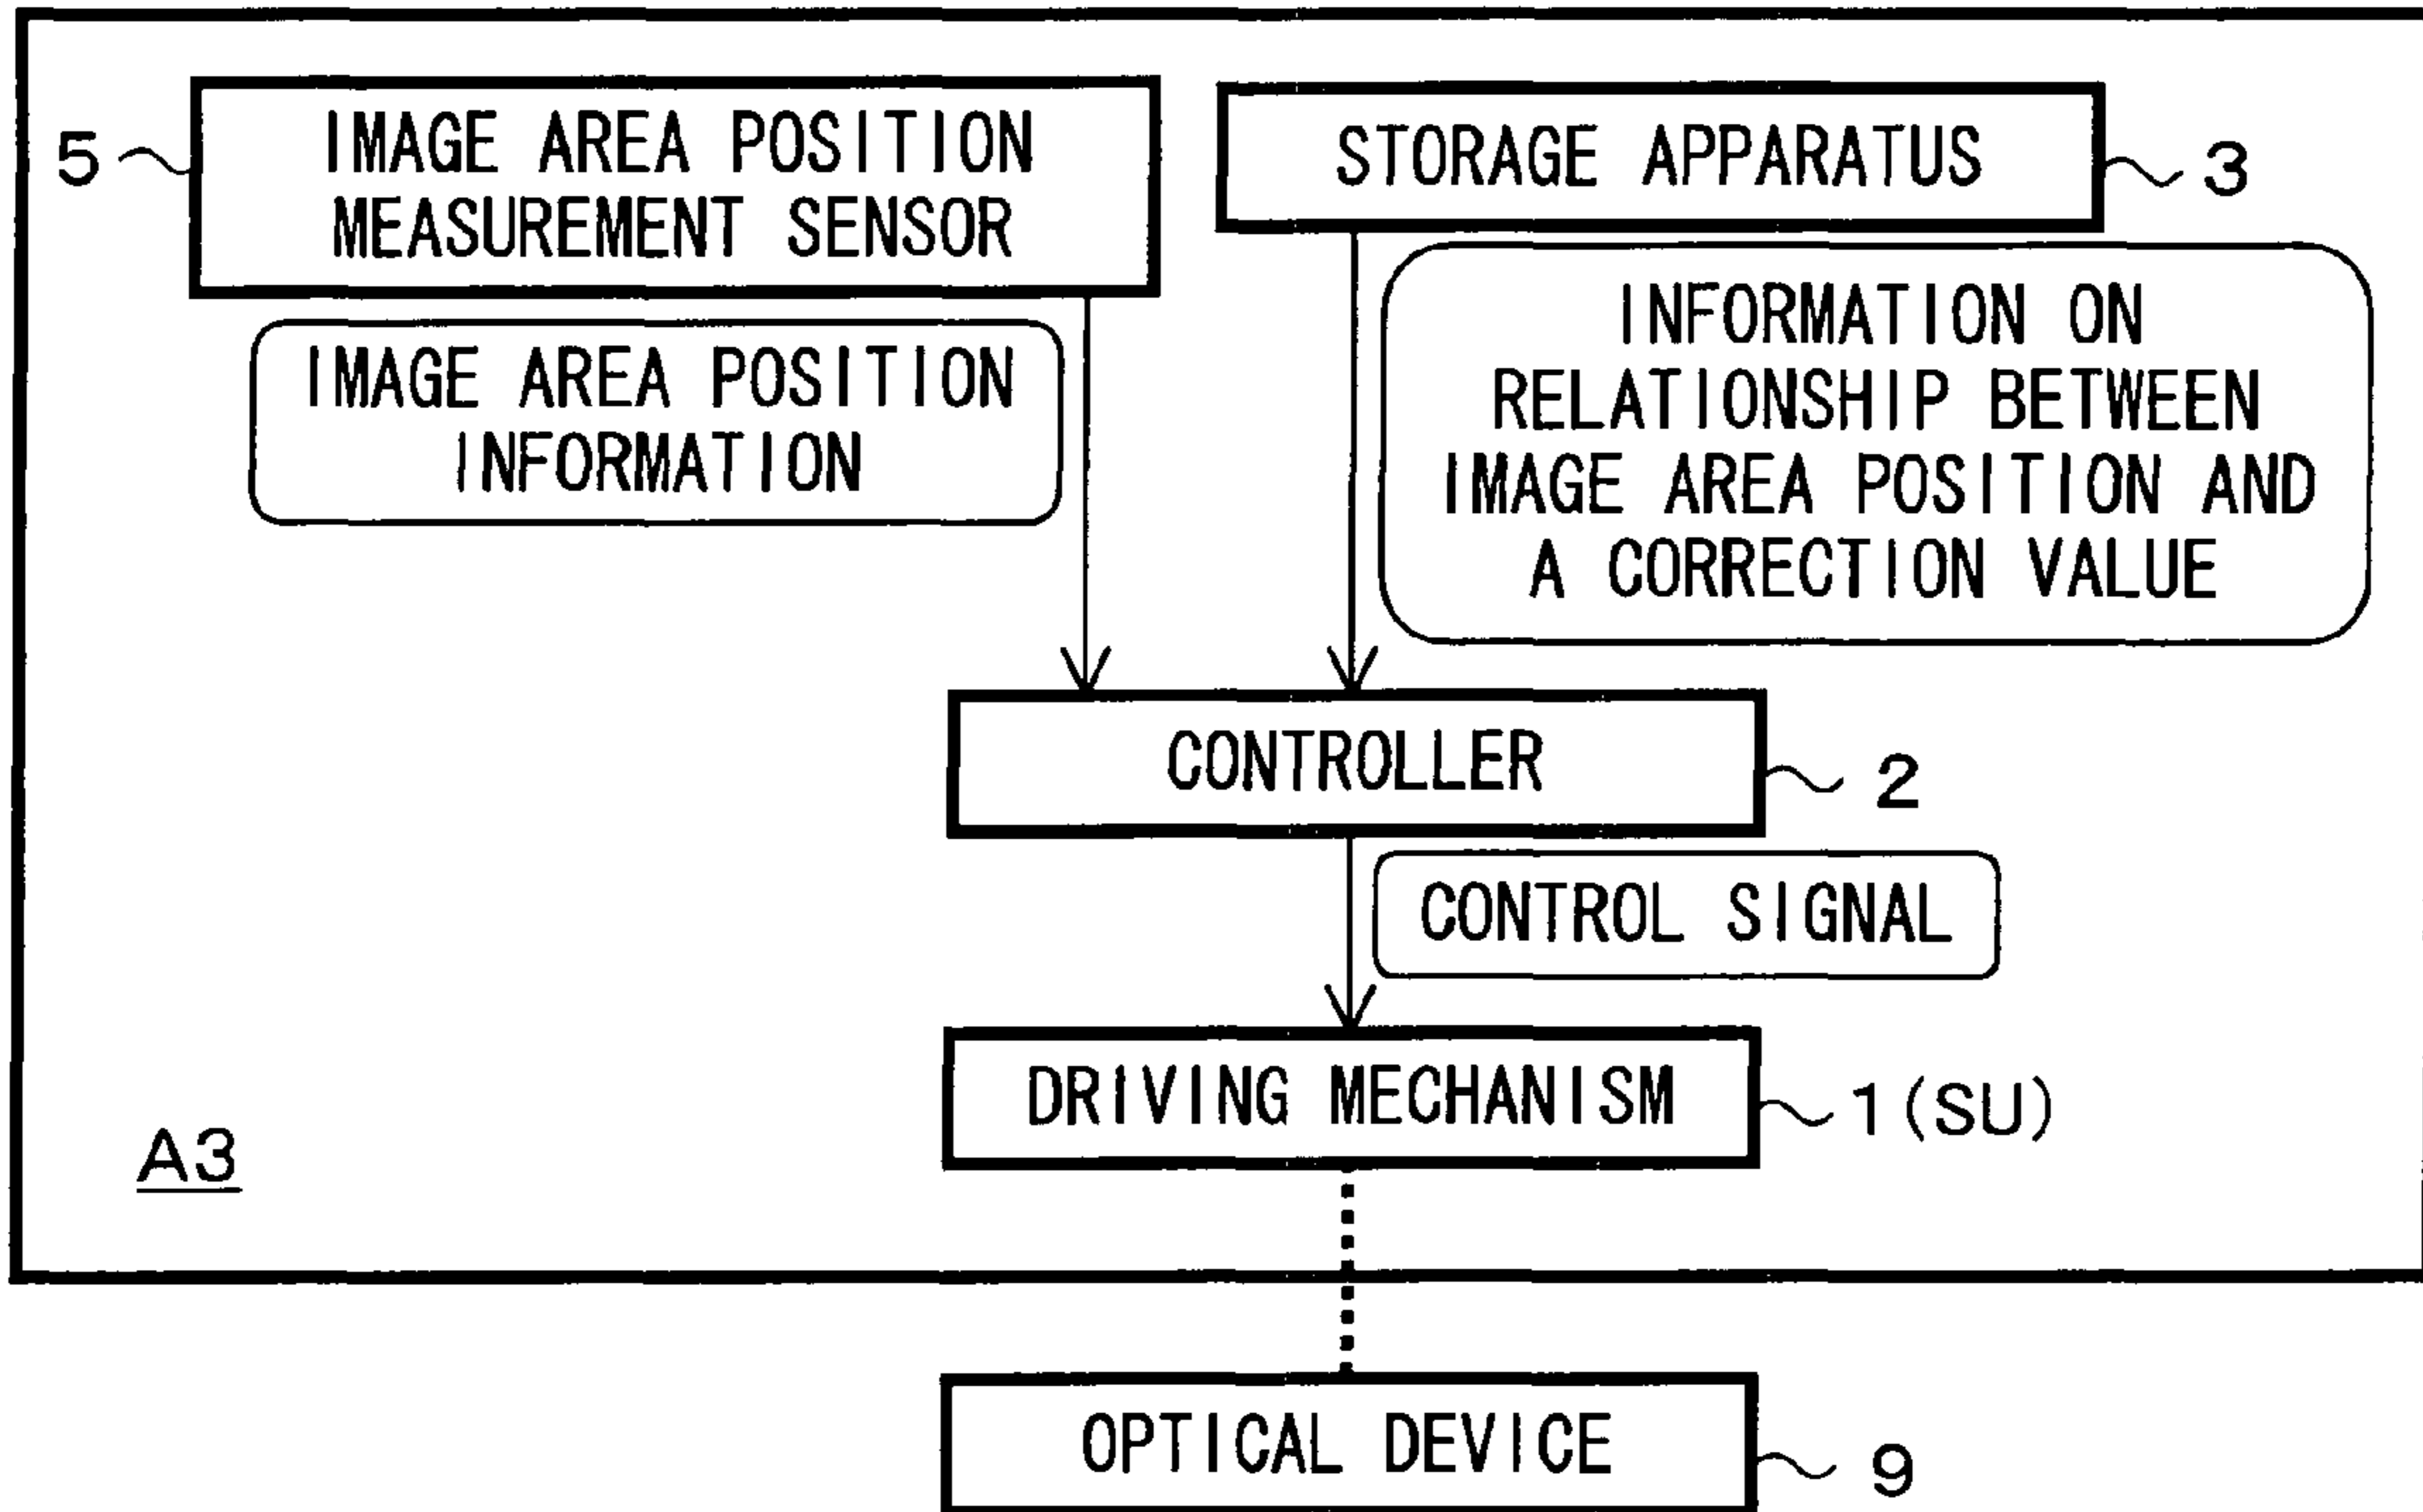 IMAGE AREA POSITION
MEASUREMENT SENSOR
5
STORAGE APPARATUS
3
IMAGE AREA POSITION
INFORMATION
INFORMATION ON
RELATIONSHIP BETWEEN
IMAGE AREA POSITION AND
A CORRECTION VALUE
CONTROLLER
2
CONTROL SIGNAL
DRIVING MECHANISM
1(SU)
A3
OPTICAL DEVICE
9